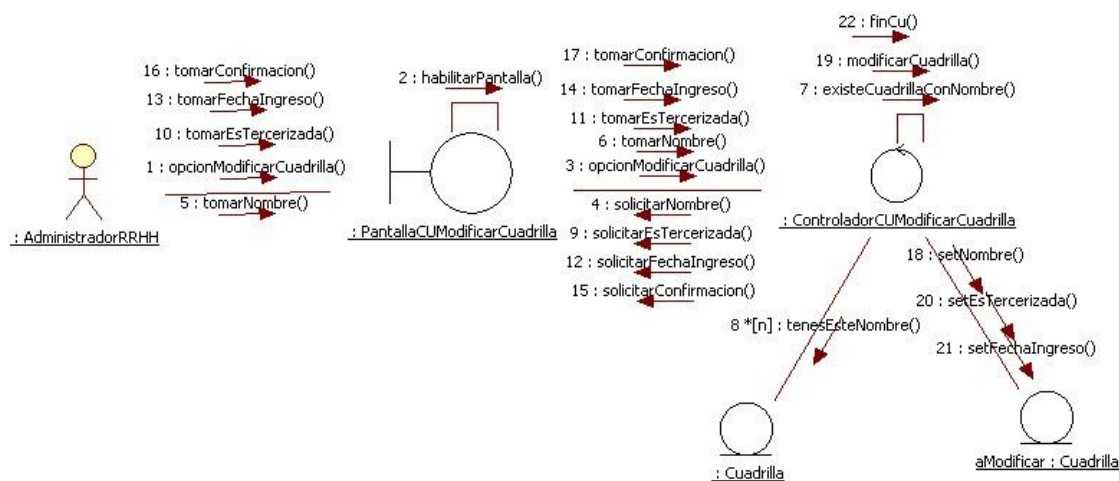 22 : finCu()
17 : tomarConfirmacion()
19 : modificarCuadrilla()
16 : tomarConfirmacion()
2 : habilitarPantalla()
14 : tomarFechaIngreso()
7 : existeCuadrillaConNombre()
13 : tomarFechaIngreso()
11 : tomarEsTercerizada()
10 : tomarEsTercerizada()
6 : tomarNombre()
1 : opcionModificarCuadrilla()
3 : opcionModificarCuadrilla()
5 : tomarNombre()
4 : solicitarNombre()
: AdministradorRRHH
: PantallaCUModificarCuadrilla
: ControladorCUModificarCuadrilla
9 : solicitarEsTercerizada()
18 : setNombre()
12 : solicitarFechaIngreso()
15 : solicitarConfirmacion()
20 : setEsTercerizada()
8 *[n] : tenesEsteNombre()
21 : setFechaIngreso()
: Cuadrilla
aModificar : Cuadrilla